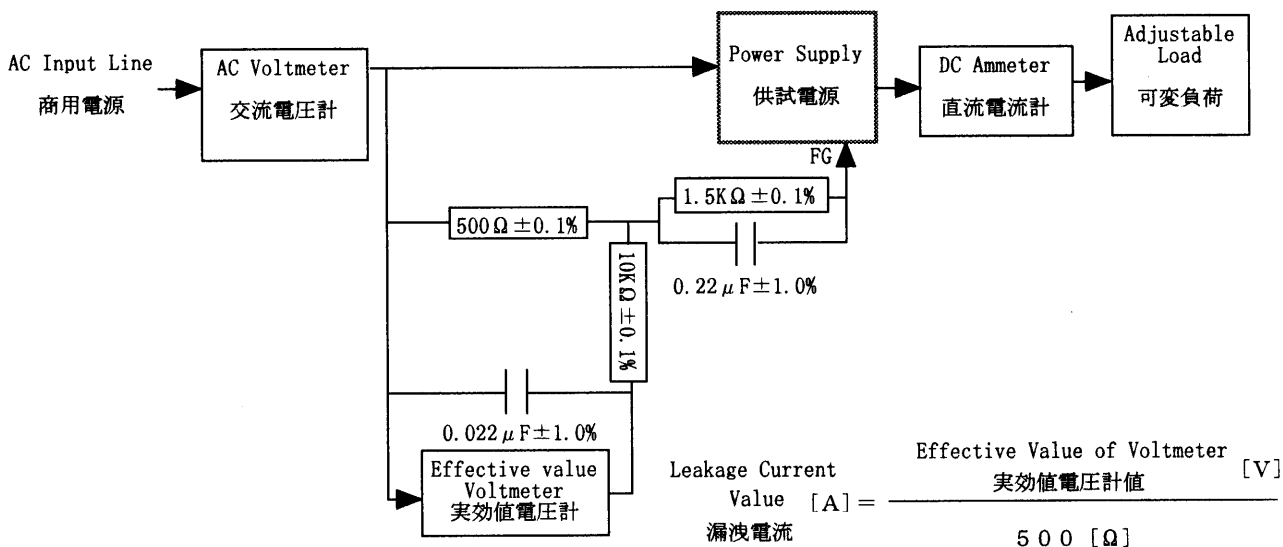 AC Input Line
商用電源
AC Voltmeter
交流電圧計
Power Supply
供試電源
DC Ammeter
直流電流計
Adjustable
Load
可変負荷
FG
1.5KΩ±0.1%
500Ω±0.1%
0.22μF±1.0%
10KΩ±0.1%
0.022μF±1.0%
Effective value
Voltmeter
実効値電圧計
Leakage Current
Value [A]=
漏洩電流
Effective Value of Voltmeter
実効値電圧計値 [V]
500 [Ω]